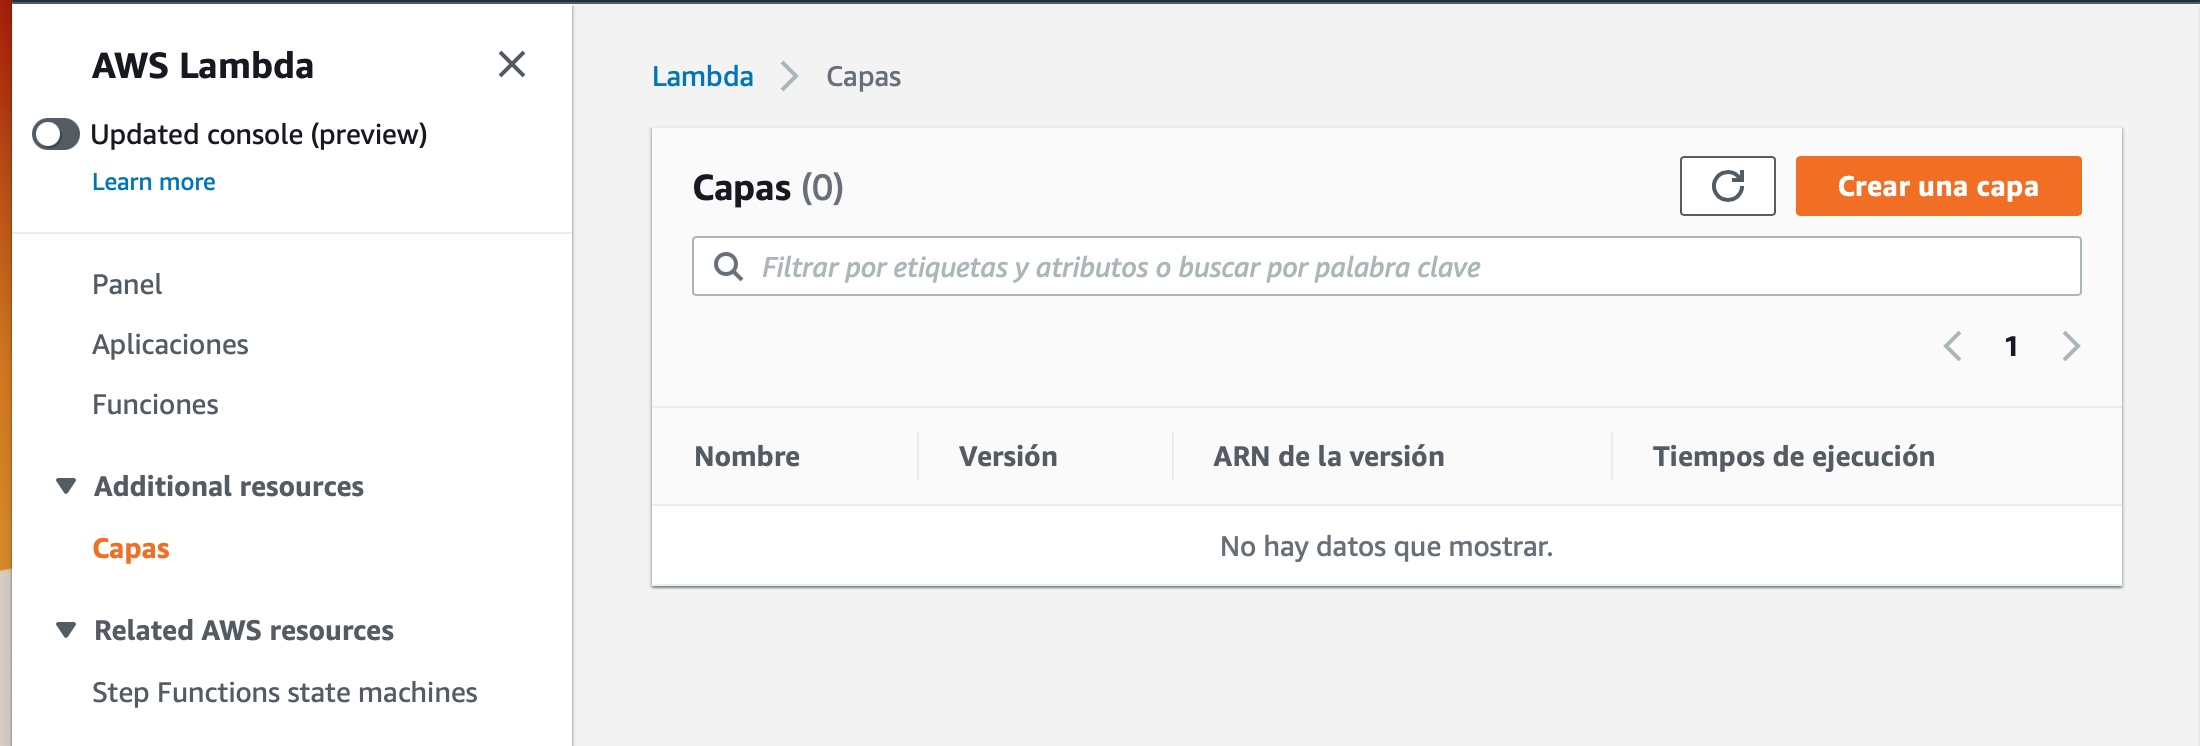 AWS Lambda
Updated console (preview)
Learn more
Panel
Aplicaciones
Funciones
Additional resources
Capas
Related AWS resources
Step Functions state machines
Lambda > Capas
Capas (0)
Crear una capa
Filtrar por etiquetas y atributos o buscar por palabra clave
1
Nombre Versión ARN de la versión Tiempos de ejecución
No hay datos que mostrar.